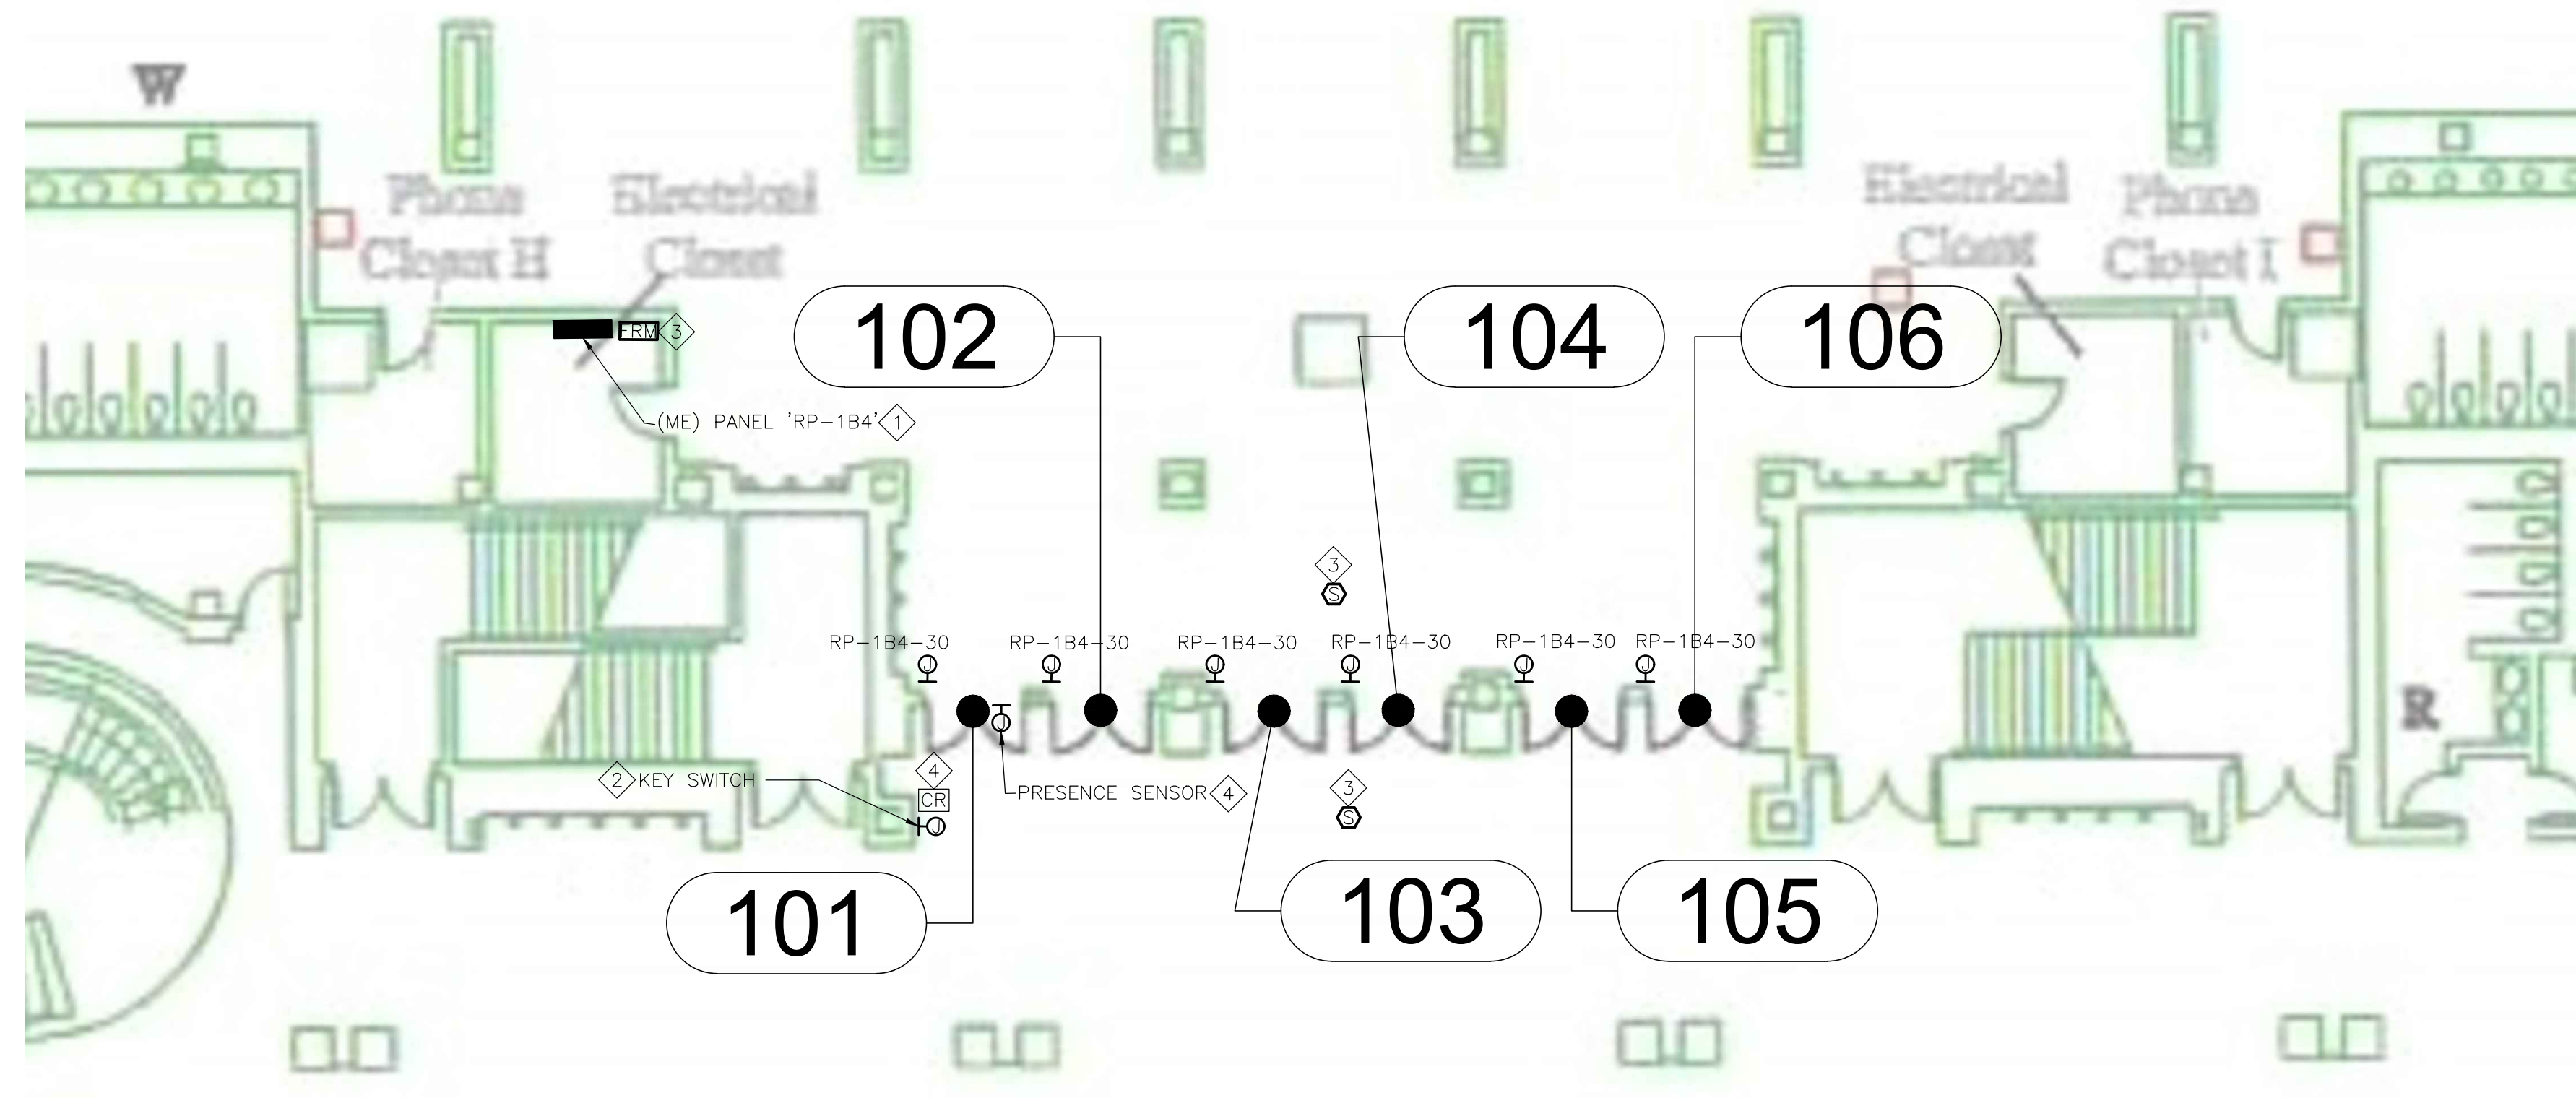 W
Phone
Closet H
Electrical
Closet
Electrical
Closet
Phone
Closet I
102
104
106
FRM 3
(ME) PANEL 'RP-1B4' 1
3
S
RP-1B4-30
RP-1B4-30
RP-1B4-30
RP-1B4-30
RP-1B4-30
RP-1B4-30
J
J
J
J
J
J
J
R
2 KEY SWITCH
4
CR
J
PRESENCE SENSOR 4
3
S
101
103
105